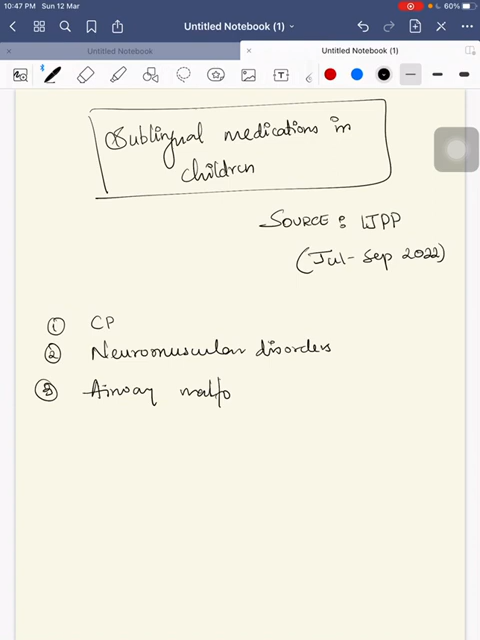 10:47 PM Sun 12 Mar
60%
Untitled Notebook (1)
Untitled Notebook
Untitled Notebook (1)
Sublingual medications in
children
SOURCE : IJPP
(Jul - Sep 2022)
① CP
② Neuromuscular disorders
③ Airway malfo